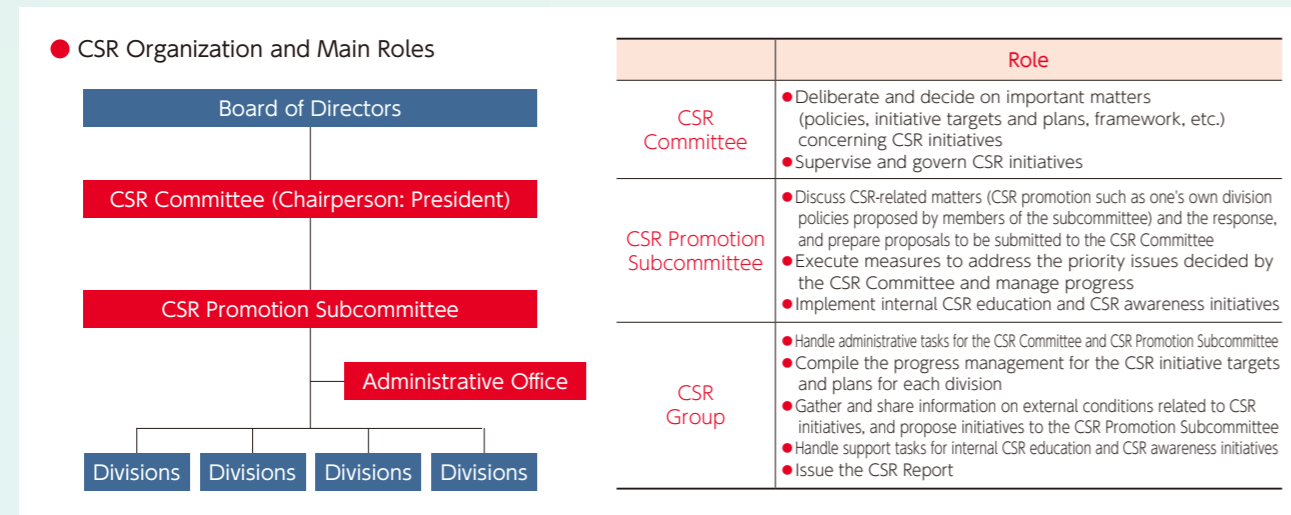 ● CSR Organization and Main Roles
Board of Directors
CSR Committee (Chairperson: President)
CSR Promotion Subcommittee
Administrative Office
Divisions Divisions Divisions Divisions
Role
CSR
Committee
●Deliberate and decide on important matters
(policies, initiative targets and plans, framework, etc.)
concerning CSR initiatives
●Supervise and govern CSR initiatives
CSR Promotion
Subcommittee
●Discuss CSR-related matters (CSR promotion such as one's own division
policies proposed by members of the subcommittee) and the response,
and prepare proposals to be submitted to the CSR Committee
●Execute measures to address the priority issues decided by
the CSR Committee and manage progress
●Implement internal CSR education and CSR awareness initiatives
CSR
Group
●Handle administrative tasks for the CSR Committee and CSR Promotion Subcommittee
●Compile the progress management for the CSR initiative targets
and plans for each division
●Gather and share information on external conditions related to CSR
initiatives, and propose initiatives to the CSR Promotion Subcommittee
●Handle support tasks for internal CSR education and CSR awareness initiatives
●Issue the CSR Report